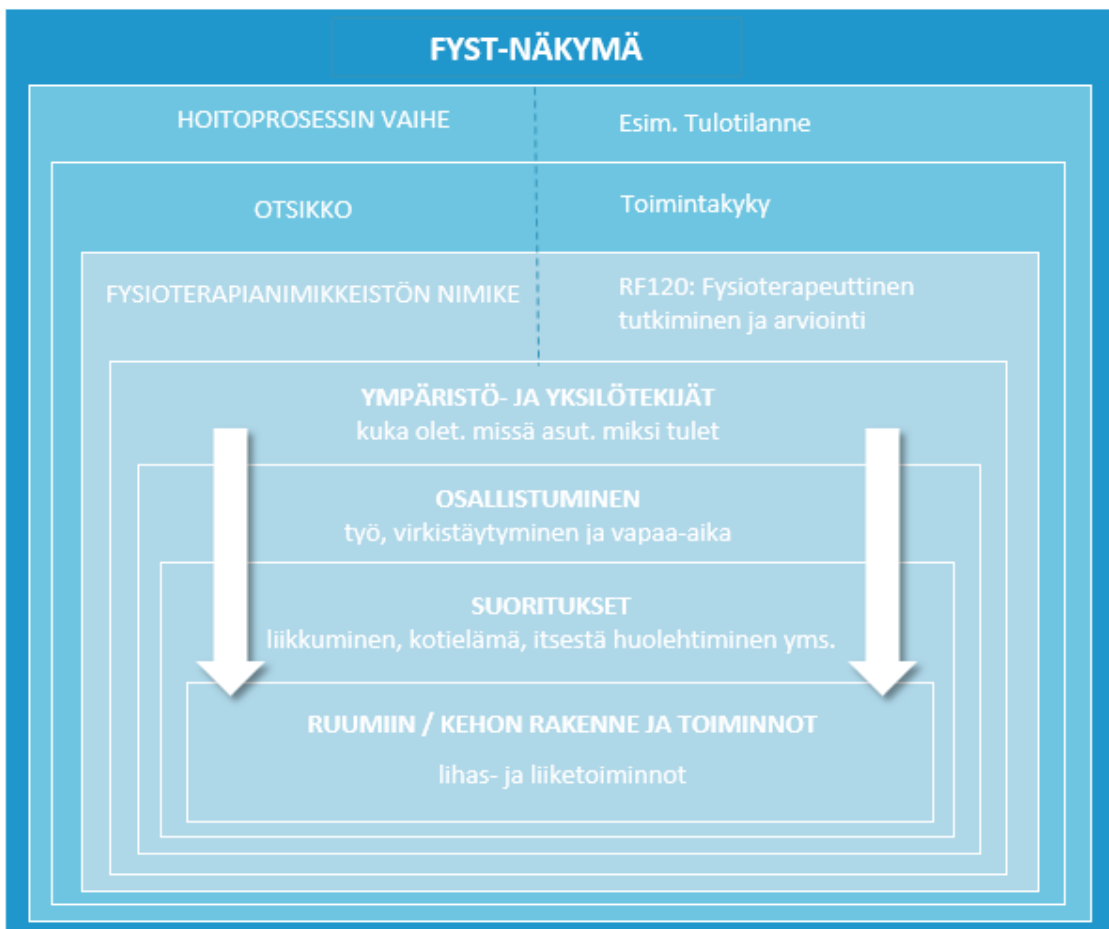 FYST-NÄKYMÄ
HOITOPROSESSIN VAIHE
Esim. Tulotilanne
OTSIKKO
Toimintakyky
FYSIOTERAPIANIMIKKEISTÖN NIMIKE
RF120: Fysioterapeuttinen
tutkiminen ja arviointi
YMPÄRISTÖ- JA YKSILÖTEKIJÄT
kuka olet. missä asut. miksi tulet
OSALLISTUMINEN
työ, virkistäytyminen ja vapaa-aika
SUORITUKSET
liikkuminen, kotielämä, itsestä huolehtiminen yms.
RUUMIIN / KEHON RAKENNE JA TOIMINNOT
lihas- ja liiketoiminnot